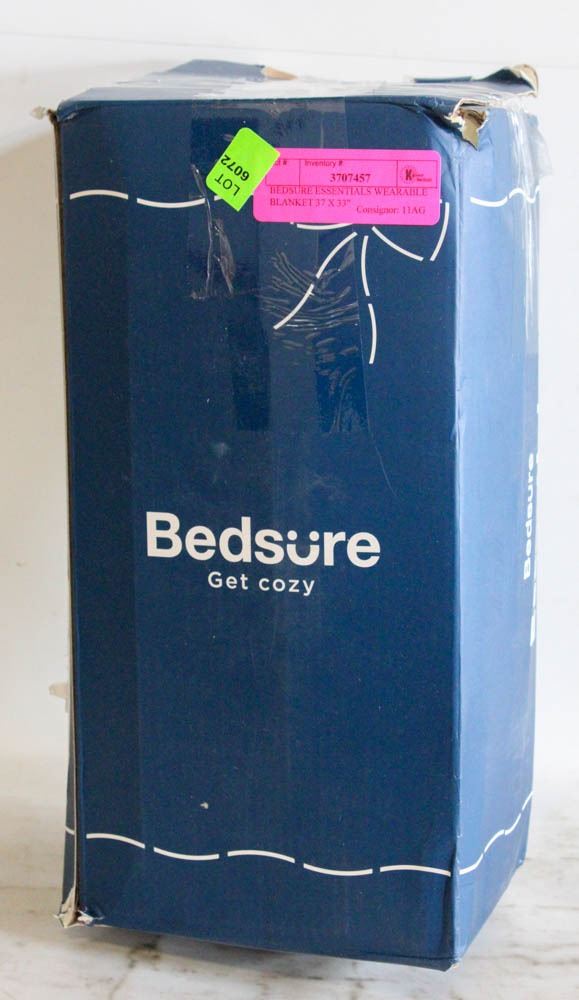 LOT
6072
#
Inventory #:
3707457
BEDSURE ESSENTIALS WEARABLE
BLANKET 37 X 33"
Consignor: 11AG
Bedsure
Get cozy
Bedsure